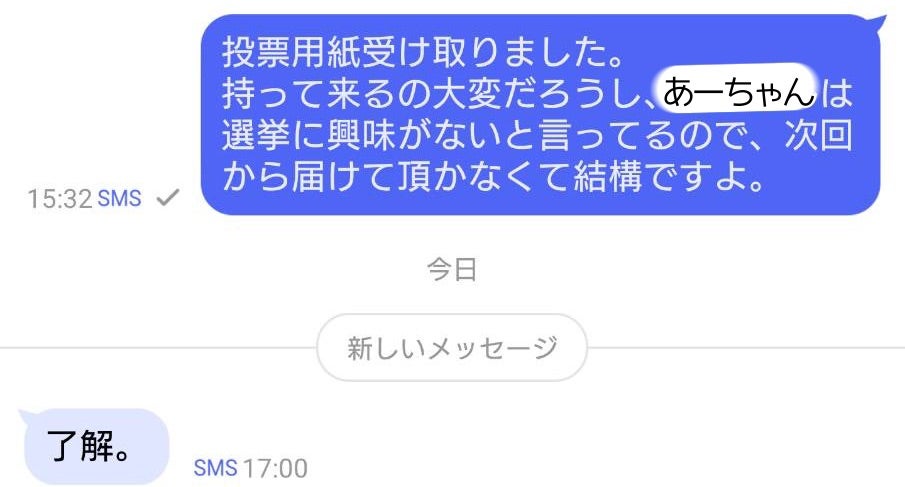 投票用紙受け取りました。
持って来るの大変だろうし、あーちゃんは
選挙に興味がないと言ってるので、次回
から届けて頂かなくて結構ですよ。
15:32 SMS
今日
新しいメッセージ
了解。
SMS 17:00